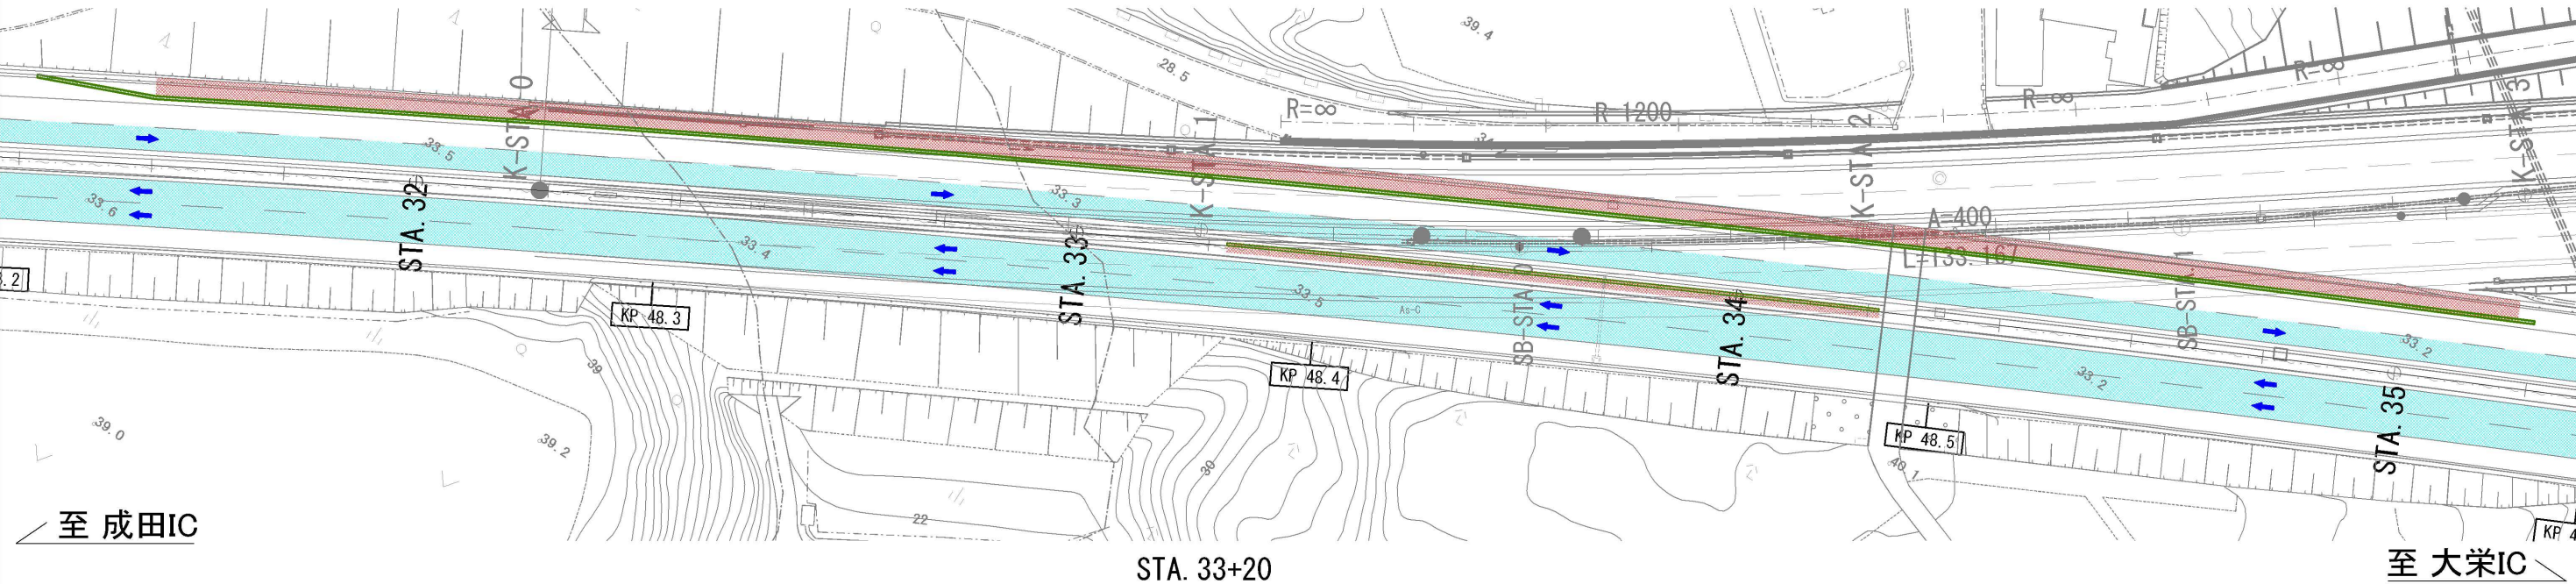 39.4
28.5
R=∞
R=1200
R=∞
R=∞
K-STA. 0
K-STA. 1
K-STA. 2
K-STA. 3
33.5
33.3
33.6
33.4
33.5
STA. 32
STA. 33
STA. 34
STA. 35
A=400
L=133.167
SB-STA. 0
SB-STA. 1
As-C
33.2
33.2
KP 48.3
KP 48.4
KP 48.5
39
39.0
39.2
30
40.1
22
至 成田IC
STA. 33+20
至 大栄IC